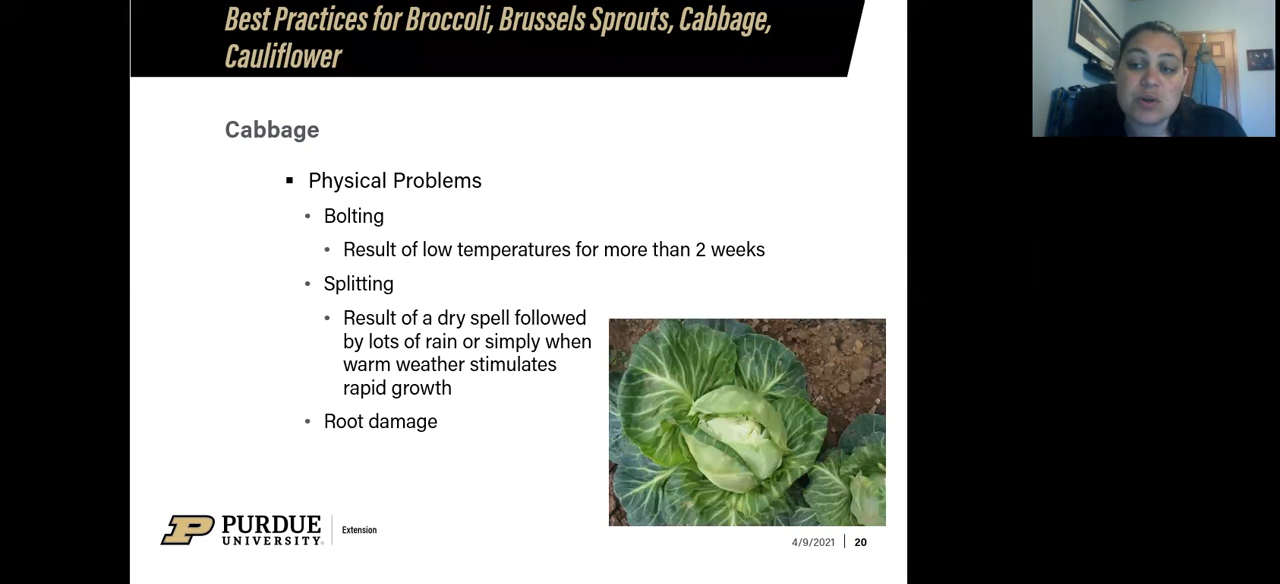 Best Practices for Broccoli, Brussels Sprouts, Cabbage,
Cauliflower
Cabbage
▪ Physical Problems
• Bolting
• Result of low temperatures for more than 2 weeks
• Splitting
• Result of a dry spell followed
by lots of rain or simply when
warm weather stimulates
rapid growth
• Root damage
P PURDUE
UNIVERSITY®
Extension
4/9/2021 | 20